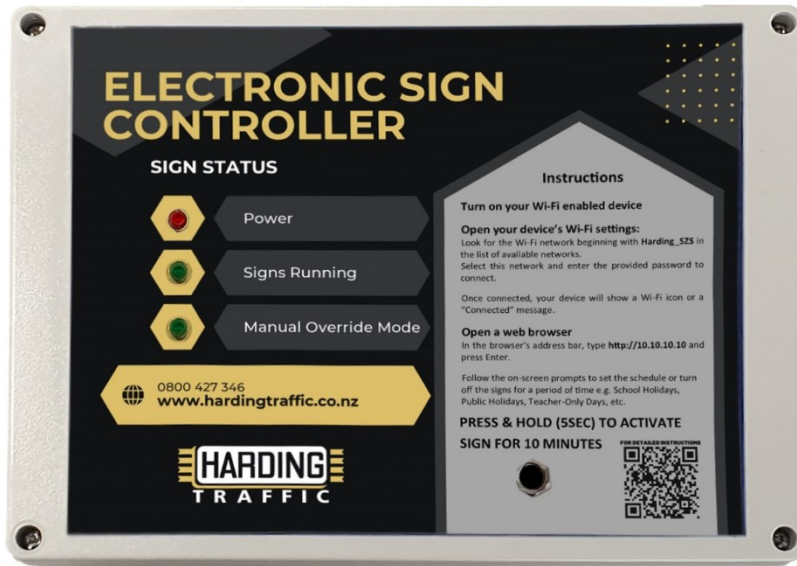 ELECTRONIC SIGN
CONTROLLER
SIGN STATUS
Power
Signs Running
Manual Override Mode
0800 427 346
www.hardingtraffic.co.nz
HARDING
TRAFFIC
Instructions
Turn on your Wi-Fi enabled device
Open your device's Wi-Fi settings:
Look for the Wi-Fi network beginning with Harding_SZS in
the list of available networks.
Select this network and enter the provided password to
connect.
Once connected, your device will show a Wi-Fi icon or a
"Connected" message.
Open a web browser
In the browser's address bar, type http://10.10.10.10 and
press Enter.
Follow the on-screen prompts to set the schedule or turn
off the signs for a period of time e.g. School Holidays,
Public Holidays, Teacher-Only Days, etc.
PRESS & HOLD (5SEC) TO ACTIVATE
SIGN FOR 10 MINUTES
FOR DETAILED INSTRUCTIONS